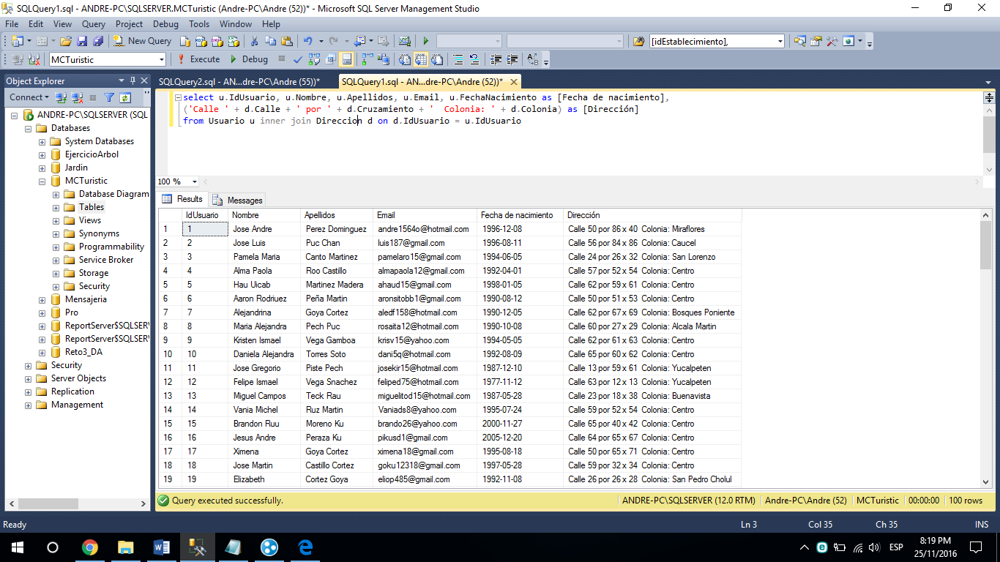 SQLQuery1.sql - ANDRE-PC\SQLSERVER.MCTuristic (Andre-PC\Andre (52))* - Microsoft SQL Server Management Studio
File Edit View Query Project Debug Tools Window Help
New Query [idEstablecimiento],
MCTuristic Execute Debug
Object Explorer
Connect
ANDRE-PC\SQLSERVER (SQL
Databases
System Databases
EjercicioArbol
Jardin
MCTuristic
Database Diagram
Tables
Views
Synonyms
Programmability
Service Broker
Storage
Security
Mensajeria
Pro
ReportServer$SQLSER
ReportServer$SQLSER
Reto3_DA
Security
Server Objects
Replication
Management
SQLQuery2.sql - AN...dre-PC\Andre (55))* SQLQuery1.sql - AN...dre-PC\Andre (52))*
select u.IdUsuario, u.Nombre, u.Apellidos, u.Email, u.FechaNacimiento as [Fecha de nacimiento],
('Calle ' + d.Calle + ' por ' + d.Cruzamiento + '  Colonia: ' + d.Colonia) as [Dirección]
from Usuario u inner join Direccion d on d.IdUsuario = u.IdUsuario
100 %
Results Messages
IdUsuario Nombre Apellidos Email Fecha de nacimiento Dirección
1 1 Jose Andre Perez Dominguez andre1564o@hotmail.com 1996-12-08 Calle 50 por 86 x 40 Colonia: Miraflores
2 2 Jose Luis Puc Chan luis187@gmail.com 1996-08-11 Calle 56 por 84 x 86 Colonia: Caucel
3 3 Pamela Maria Canto Martinez pamelaro15@gmail.com 1994-06-05 Calle 24 por 26 x 32 Colonia: San Lorenzo
4 4 Alma Paola Roo Castillo almapaola12@gmail.com 1992-04-01 Calle 57 por 52 x 54 Colonia: Centro
5 5 Hau Uicab Martinez Madera ahaud15@gmail.com 1998-01-05 Calle 62 por 59 x 61 Colonia: Centro
6 6 Aaron Rodriuez Peña Martin aronsitobb1@gmail.com 1990-08-12 Calle 50 por 51 x 53 Colonia: Centro
7 7 Alejandrina Goya Cortez aledf158@hotmail.com 1990-12-05 Calle 62 por 67 x 69 Colonia: Bosques Poniente
8 8 Maria Alejandra Pech Puc rosaita12@hotmail.com 1990-10-08 Calle 60 por 27 x 29 Colonia: Alcala Martin
9 9 Kristen Ismael Vega Gamboa krisv15@yahoo.com 1994-05-05 Calle 62 por 61 x 63 Colonia: Centro
10 10 Daniela Alejandra Torres Soto dani5q@hotmail.com 1992-08-09 Calle 65 por 60 x 62 Colonia: Centro
11 11 Jose Gregorio Piste Pech josekir15@hotmail.com 1987-12-10 Calle 13 por 59 x 61 Colonia: Yucalpeten
12 12 Felipe Ismael Vega Snachez feliped75@hotmail.com 1977-11-12 Calle 63 por 12 x 13 Colonia: Yucalpeten
13 13 Miguel Campos Teck Rau miguelitod15@hotmail.com 1987-05-28 Calle 23 por 18 x 38 Colonia: Buenavista
14 14 Vania Michel Ruz Martin Vaniads8@yahoo.com 1995-07-24 Calle 59 por 52 x 54 Colonia: Centro
15 15 Brandon Ruu Moreno Ku brando26@yahoo.com 2000-11-27 Calle 65 por 40 x 42 Colonia: Centro
16 16 Jesus Andre Peraza Ku pikusd1@gmail.com 2005-12-20 Calle 64 por 65 x 67 Colonia: Centro
17 17 Ximena Goya Cortez ximena18@gmail.com 1995-08-18 Calle 50 por 65 x 71 Colonia: Centro
18 18 Jose Martin Castillo Cortez goku12318@gmail.com 1997-05-28 Calle 59 por 32 x 34 Colonia: Centro
19 19 Elizabeth Cortez Goya eliop485@gmail.com 1992-11-08 Calle 26 por 26 x 28 Colonia: San Pedro Cholul
Query executed successfully. ANDRE-PC\SQLSERVER (12.0 RTM) Andre-PC\Andre (52) MCTuristic 00:00:00 100 rows
Ready Ln 3 Col 35 Ch 35 INS
ESP 8:19 PM
25/11/2016